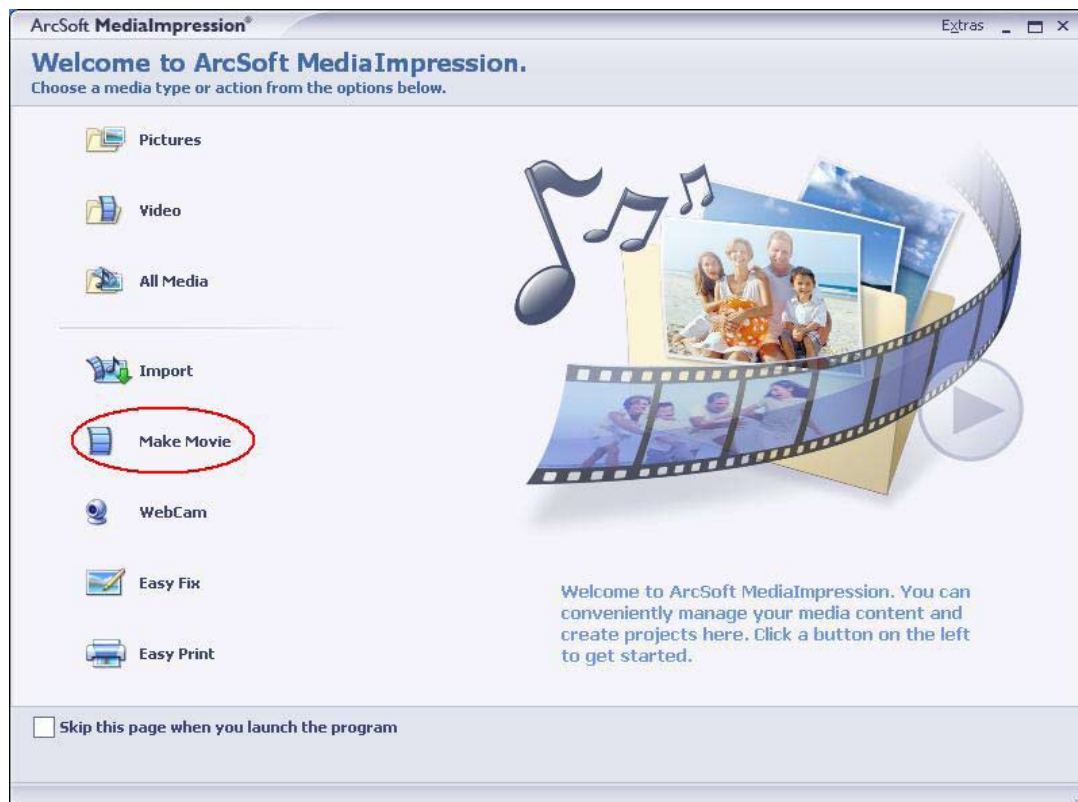 ArcSoft MediaImpression®
Extras
Welcome to ArcSoft MediaImpression.
Choose a media type or action from the options below.
Pictures
Video
All Media
Import
Make Movie
WebCam
Easy Fix
Easy Print
Welcome to ArcSoft MediaImpression. You can
conveniently manage your media content and
create projects here. Click a button on the left
to get started.
Skip this page when you launch the program